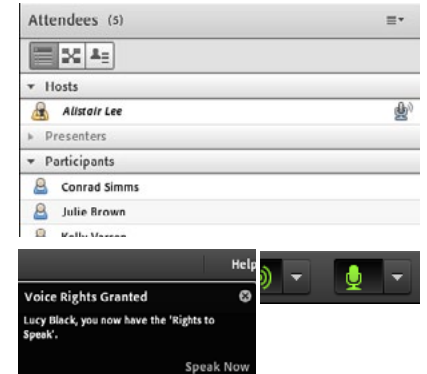 Attendees (5)
Hosts
Alistair Lee
Presenters
Participants
Conrad Simms
Julie Brown
Kelly
Help
Voice Rights Granted
Lucy Black, you now have the 'Rights to
Speak'.
Speak Now